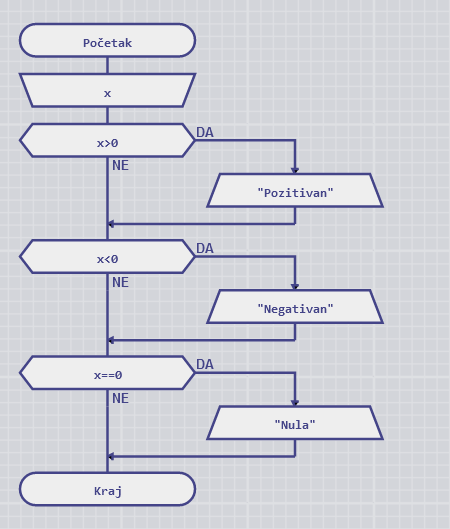 Početak
x
x>0
DA
NE
"Pozitivan"
x<0
DA
NE
"Negativan"
x==0
DA
NE
"Nula"
Kraj